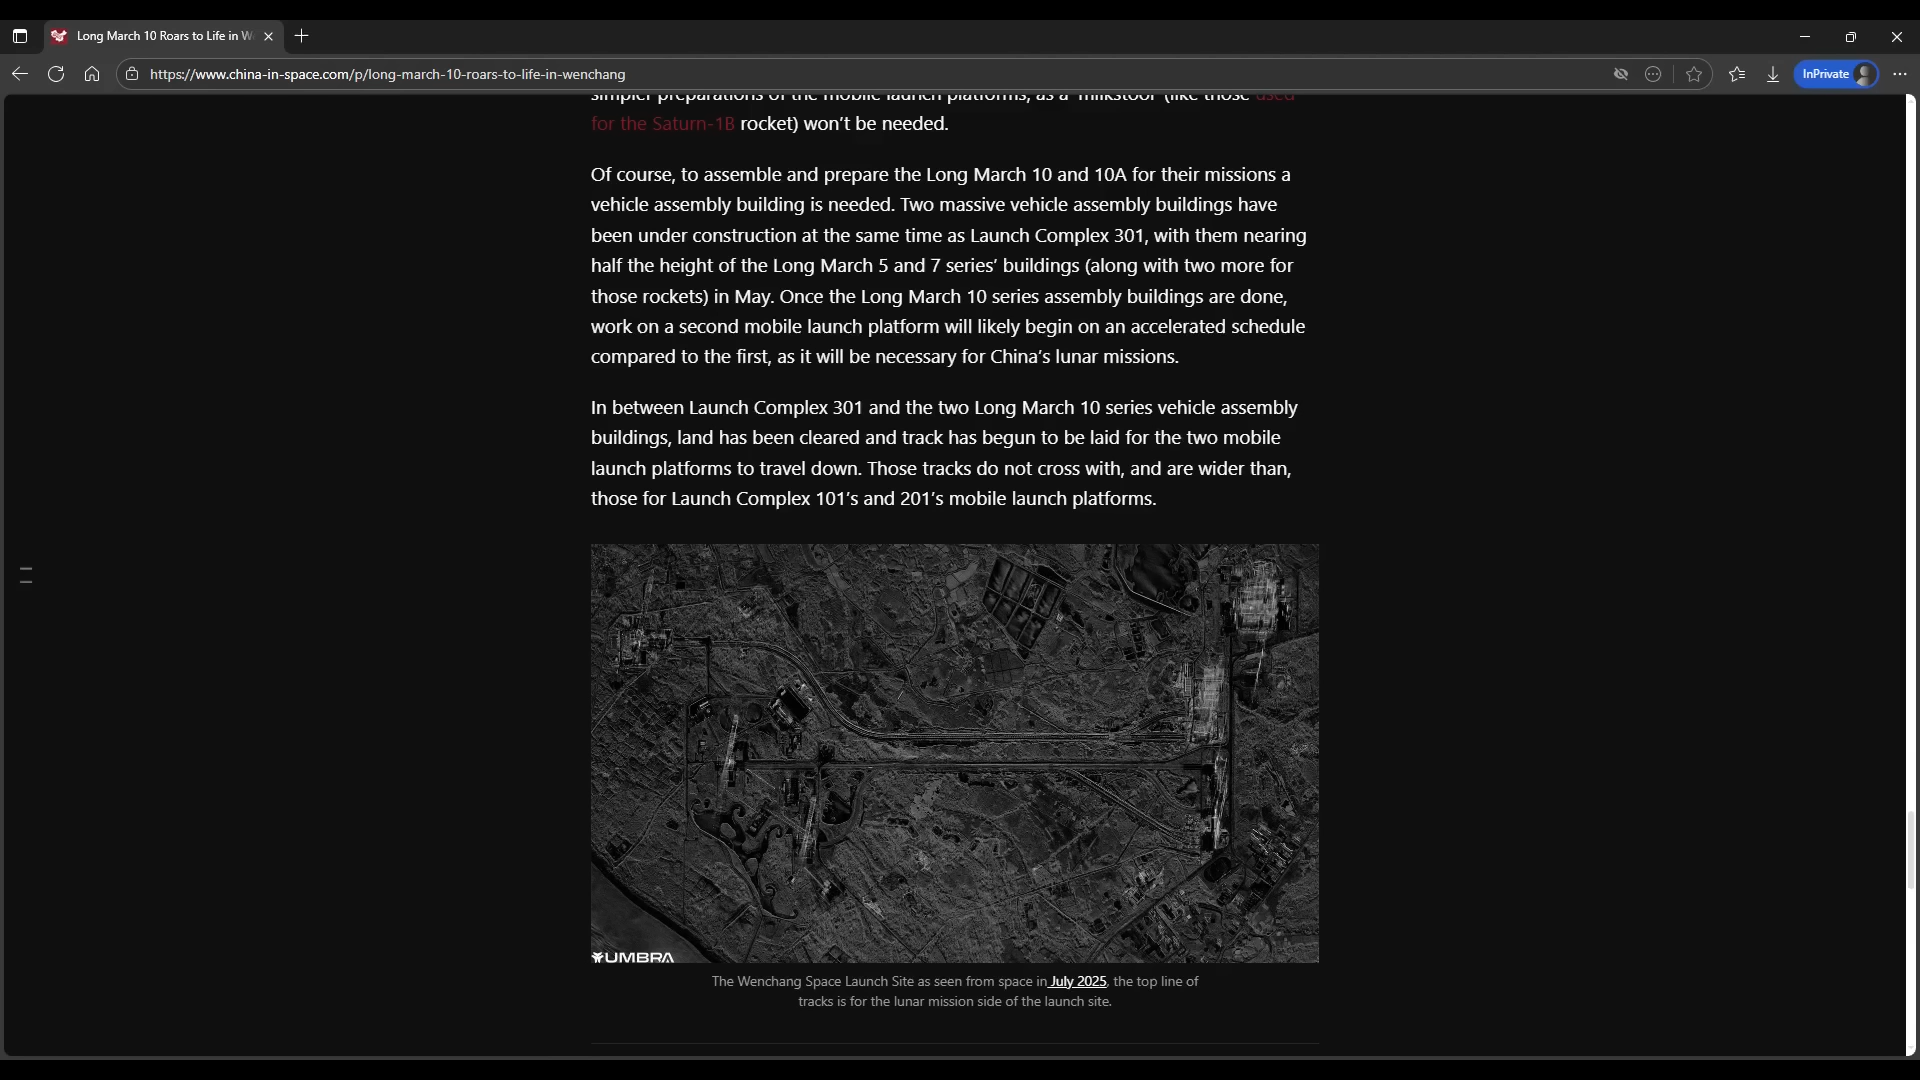 Long March 10 Roars to Life in W
InPrivate
https://www.china-in-space.com/p/long-march-10-roars-to-life-in-wenchang
simpler preparations of the mobile launch platforms, as a 'milkstool' (like those used
for the Saturn-1B rocket) won’t be needed.
Of course, to assemble and prepare the Long March 10 and 10A for their missions a
vehicle assembly building is needed. Two massive vehicle assembly buildings have
been under construction at the same time as Launch Complex 301, with them nearing
half the height of the Long March 5 and 7 series’ buildings (along with two more for
those rockets) in May. Once the Long March 10 series assembly buildings are done,
work on a second mobile launch platform will likely begin on an accelerated schedule
compared to the first, as it will be necessary for China’s lunar missions.
In between Launch Complex 301 and the two Long March 10 series vehicle assembly
buildings, land has been cleared and track has begun to be laid for the two mobile
launch platforms to travel down. Those tracks do not cross with, and are wider than,
those for Launch Complex 101’s and 201’s mobile launch platforms.
UMBRA
The Wenchang Space Launch Site as seen from space in July 2025, the top line of
tracks is for the lunar mission side of the launch site.